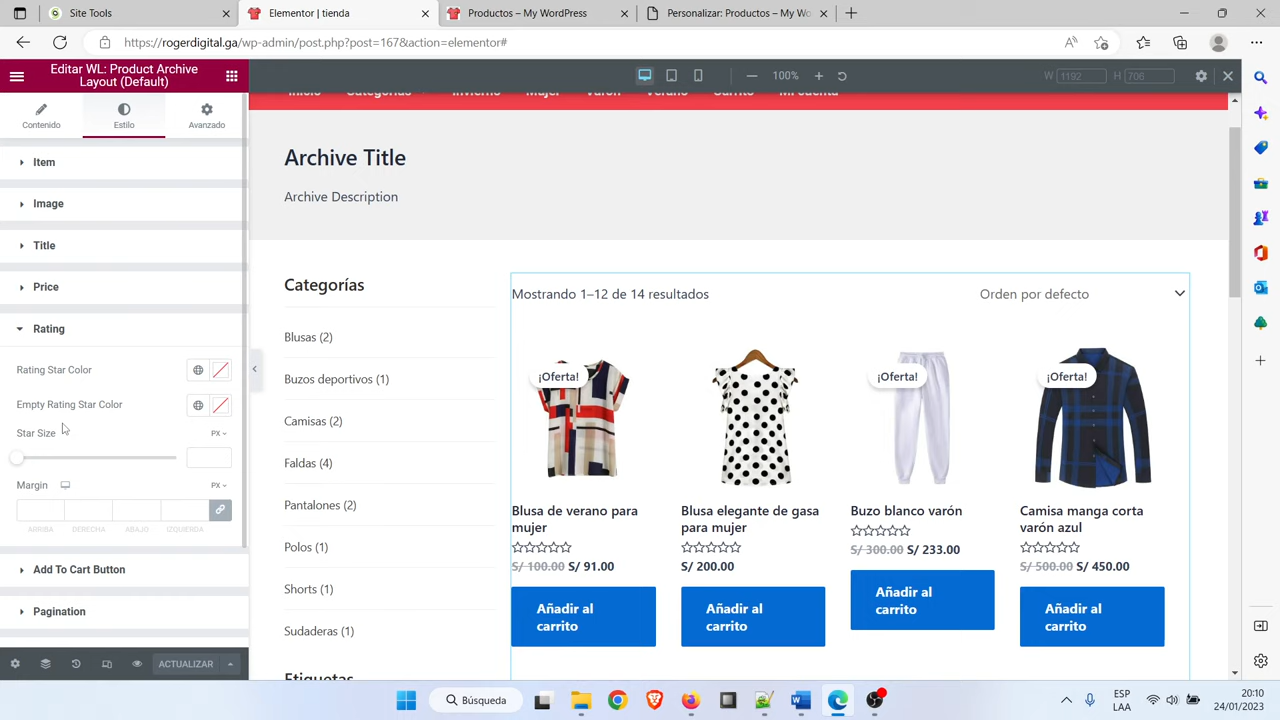 Site Tools
Elementor | tienda
Productos – My WordPress
Personalizar: Productos – My Wo
https://rogerdigital.ga/wp-admin/post.php?post=167&action=elementor#
Editar WL: Product Archive
Layout (Default)
100%
W 1192 H 706
Contenido
Estilo
Avanzado
Item
Image
Title
Price
Rating
Rating Star Color
Empty Rating Star Color
Star Size
PX
Margin
PX
ARRIBA DERECHA ABAJO IZQUIERDA
Add To Cart Button
Pagination
ACTUALIZAR
Inicio Categorías Invierno Mujer Varón Verano Carrito Mi cuenta
Archive Title
Archive Description
Categorías
Blusas (2)
Buzos deportivos (1)
Camisas (2)
Faldas (4)
Pantalones (2)
Polos (1)
Shorts (1)
Sudaderas (1)
Etiquetas
Mostrando 1–12 de 14 resultados
Orden por defecto
¡Oferta!
Blusa de verano para
mujer
S/ 100.00 S/ 91.00
Añadir al
carrito
Blusa elegante de gasa
para mujer
S/ 200.00
Añadir al
carrito
¡Oferta!
Buzo blanco varón
S/ 300.00 S/ 233.00
Añadir al
carrito
¡Oferta!
Camisa manga corta
varón azul
S/ 500.00 S/ 450.00
Añadir al
carrito
Búsqueda
ESP
LAA
20:10
24/01/2023